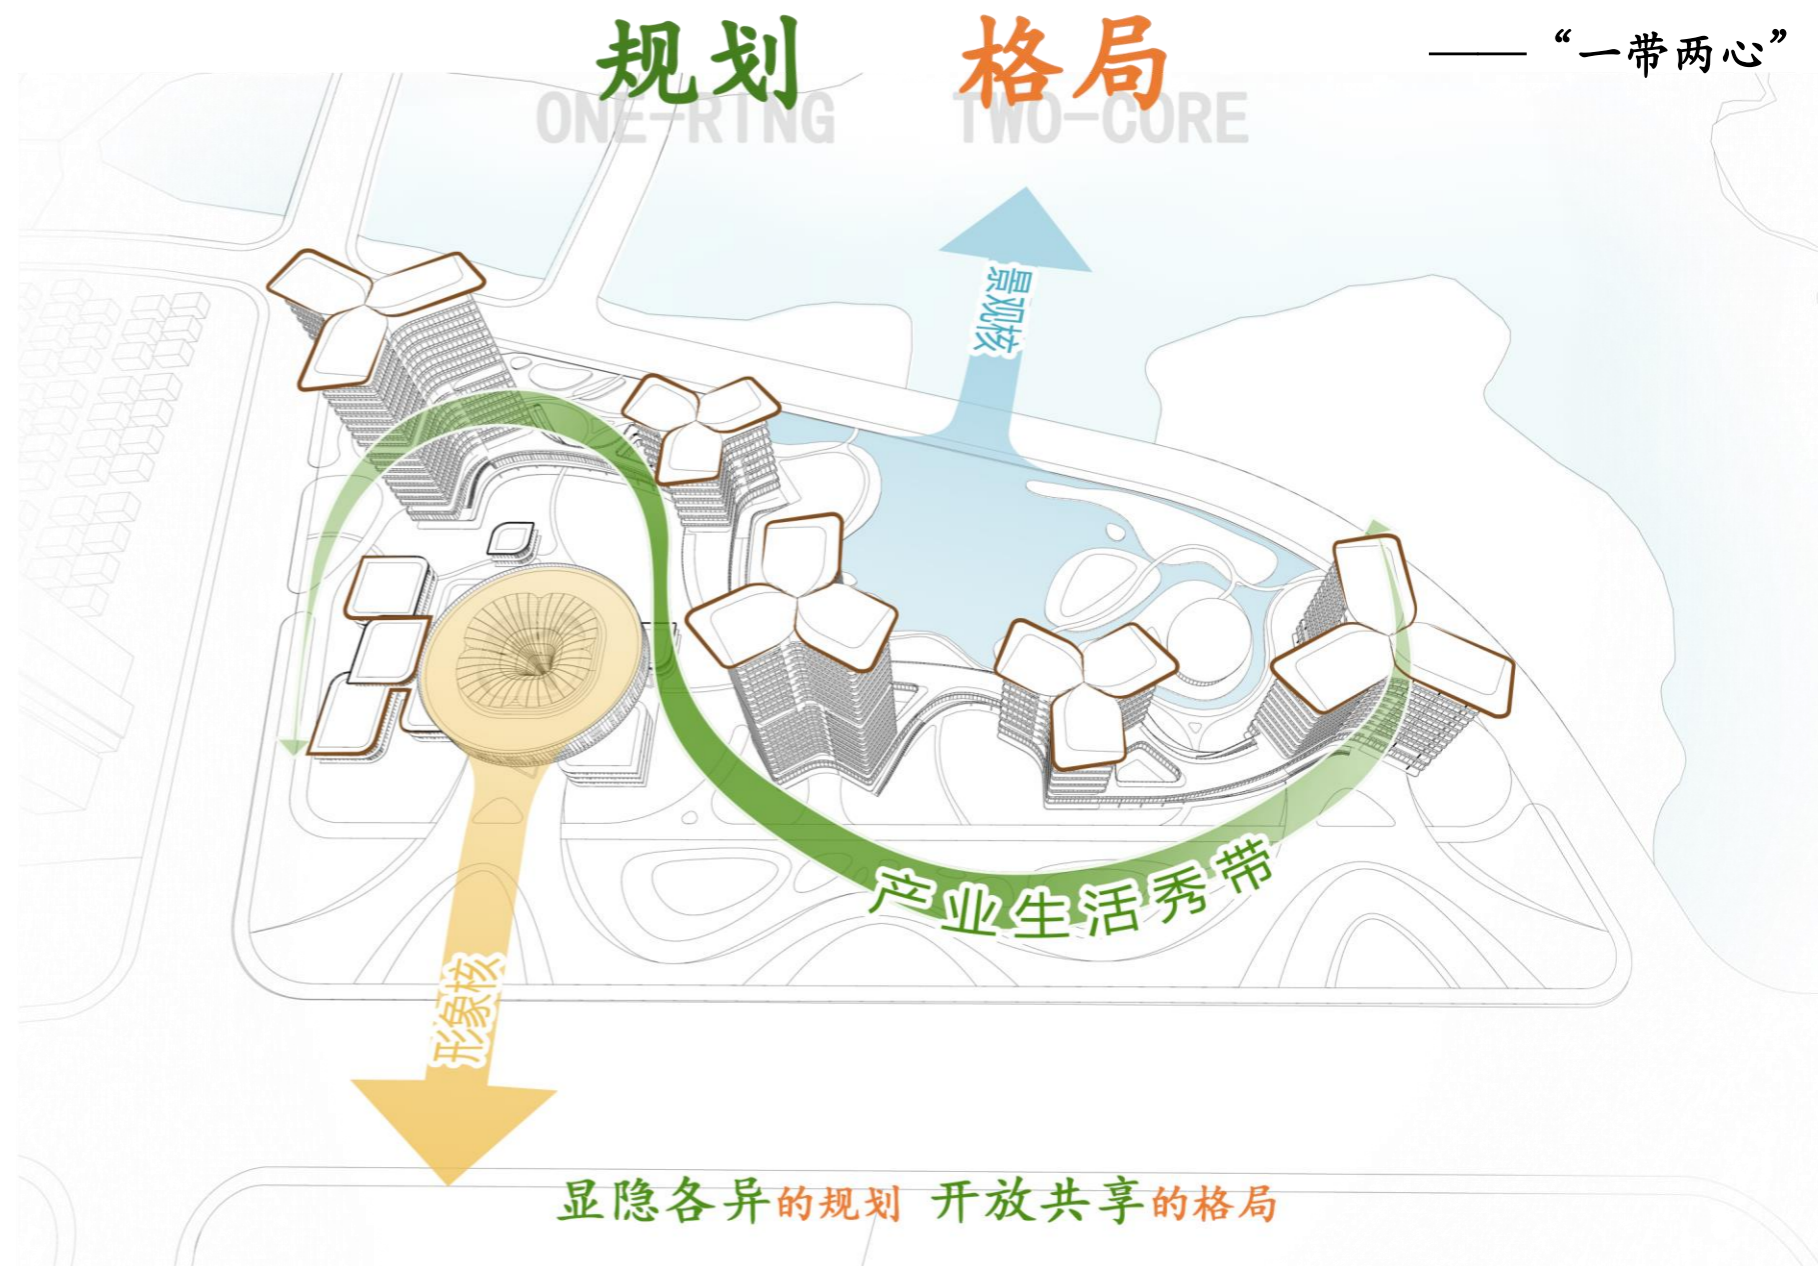 规划 格局
——“一带两心”
ONE-RING TWO-CORE
景观核
产业生活秀带
形象核
显隐各异的规划 开放共享的格局